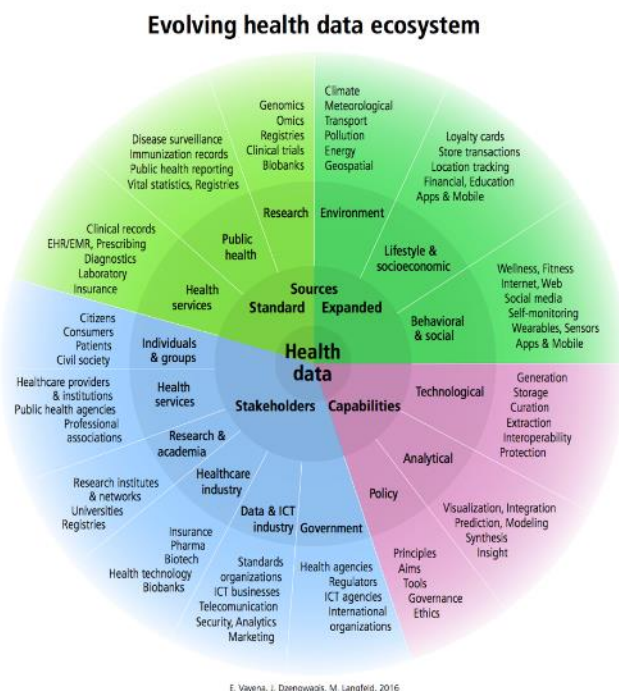 Evolving health data ecosystem
Genomics
Omics
Registries
Clinical trials
Biobanks
Research
Disease surveillance
Immunization records
Public health reporting
Vital statistics, Registries
Public
health
Clinical records
EHR/EMR, Prescribing
Diagnostics
Laboratory
Insurance
Health
services
Climate
Meteorological
Transport
Pollution
Energy
Geospatial
Environment
Loyalty cards
Store transactions
Location tracking
Financial, Education
Apps & Mobile
Lifestyle &
socioeconomic
Wellness, Fitness
Internet, Web
Social media
Self-monitoring
Wearables, Sensors
Apps & Mobile
Behavioral
& social
Sources
Standard
Expanded
Health
data
Stakeholders
Capabilities
Citizens
Consumers
Patients
Civil society
Individuals
& groups
Healthcare providers
& institutions
Public health agencies
Professional
associations
Health
services
Research institutes
& networks
Universities
Registries
Research &
academia
Insurance
Pharma
Biotech
Health technology
Biobanks
Healthcare
industry
Standards
organizations
ICT businesses
Telecomunication
Security, Analytics
Marketing
Data & ICT
industry
Health agencies
Regulators
ICT agencies
International
organizations
Government
Technological
Generation
Storage
Curation
Extraction
Interoperability
Protection
Analytical
Visualization, Integration
Prediction, Modeling
Synthesis
Insight
Policy
Principles
Aims
Tools
Governance
Ethics
E. Vayena, J. Dzenowagis, M. Langfeld, 2016